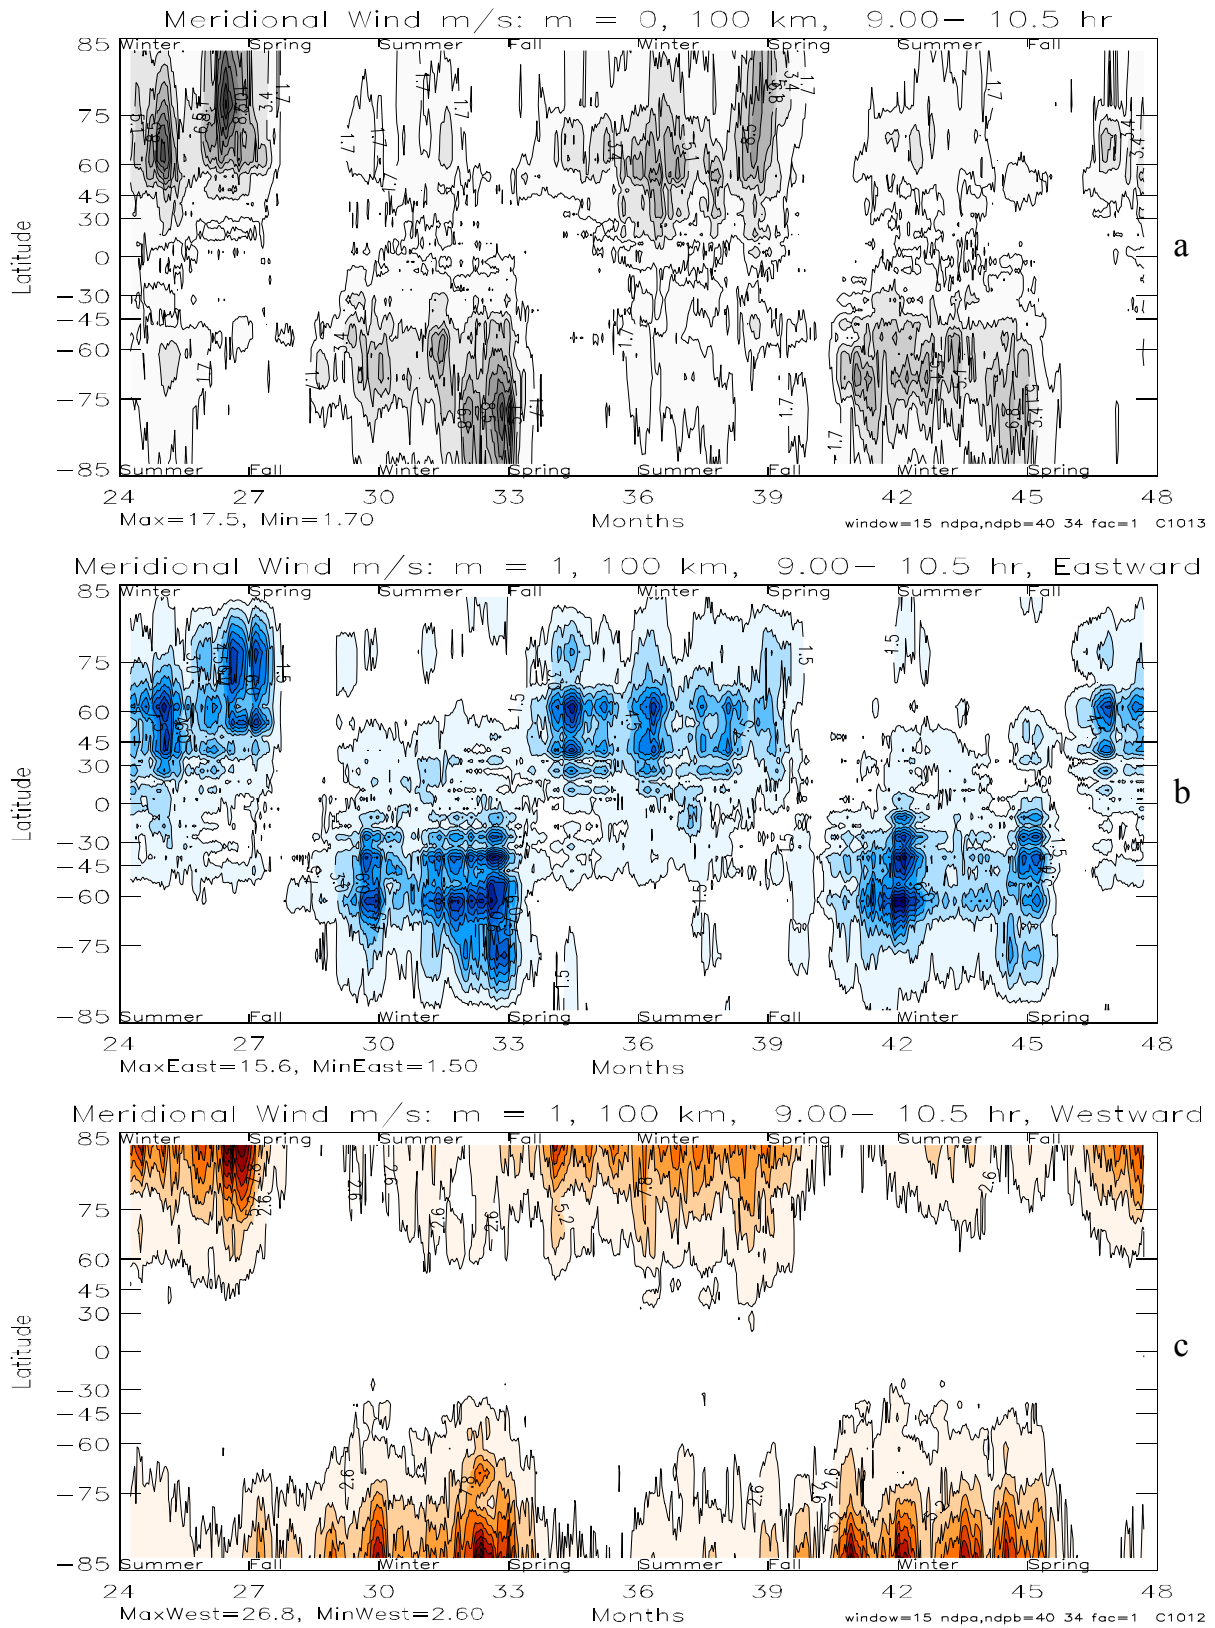 Meridional Wind m/s: m = 0, 100 km, 9.00− 10.5 hr
85 Winter Spring Summer Fall Winter Spring Summer Fall
75
60
45
30
0
−30
−45
−60
−75
−85 Summer Fall Winter Spring Summer Fall Winter Spring
Latitude
a
24 27 30 33 36 39 42 45 48
Max=17.5, Min=1.70 Months window=15 ndpa,ndpb=40 34 fac=1 C1013
Meridional Wind m/s: m = 1, 100 km, 9.00− 10.5 hr, Eastward
85 Winter Spring Summer Fall Winter Spring Summer Fall
75
60
45
30
0
−30
−45
−60
−75
−85 Summer Fall Winter Spring Summer Fall Winter Spring
Latitude
b
24 27 30 33 36 39 42 45 48
MaxEast=15.6, MinEast=1.50 Months
Meridional Wind m/s: m = 1, 100 km, 9.00− 10.5 hr, Westward
85 Winter Spring Summer Fall Winter Spring Summer Fall
75
60
45
30
0
−30
−45
−60
−75
−85 Summer Fall Winter Spring Summer Fall Winter Spring
Latitude
c
24 27 30 33 36 39 42 45 48
MaxWest=26.8, MinWest=2.60 Months window=15 ndpa,ndpb=40 34 fac=1 C1012